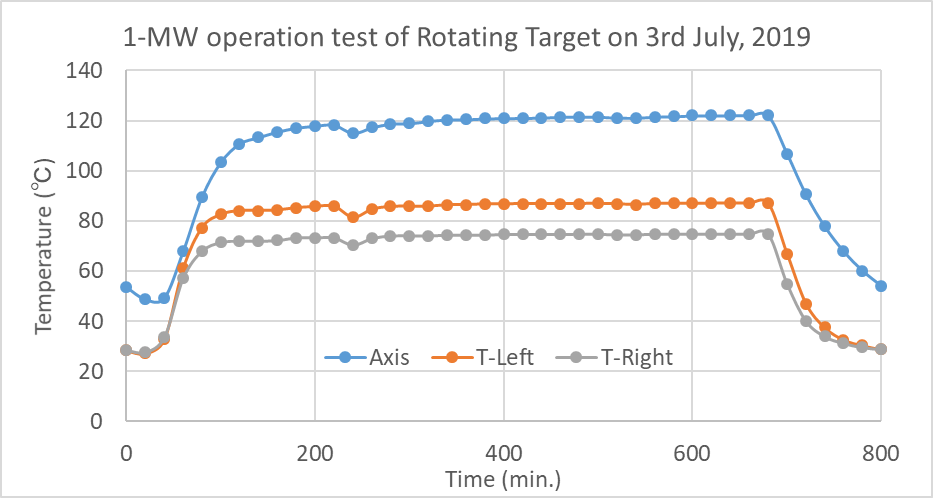 1-MW operation test of Rotating Target on 3rd July, 2019
140
120
100
80
60
40
20
0
Temperature (℃)
Axis T-Left T-Right
0 200 400 600 800
Time (min.)